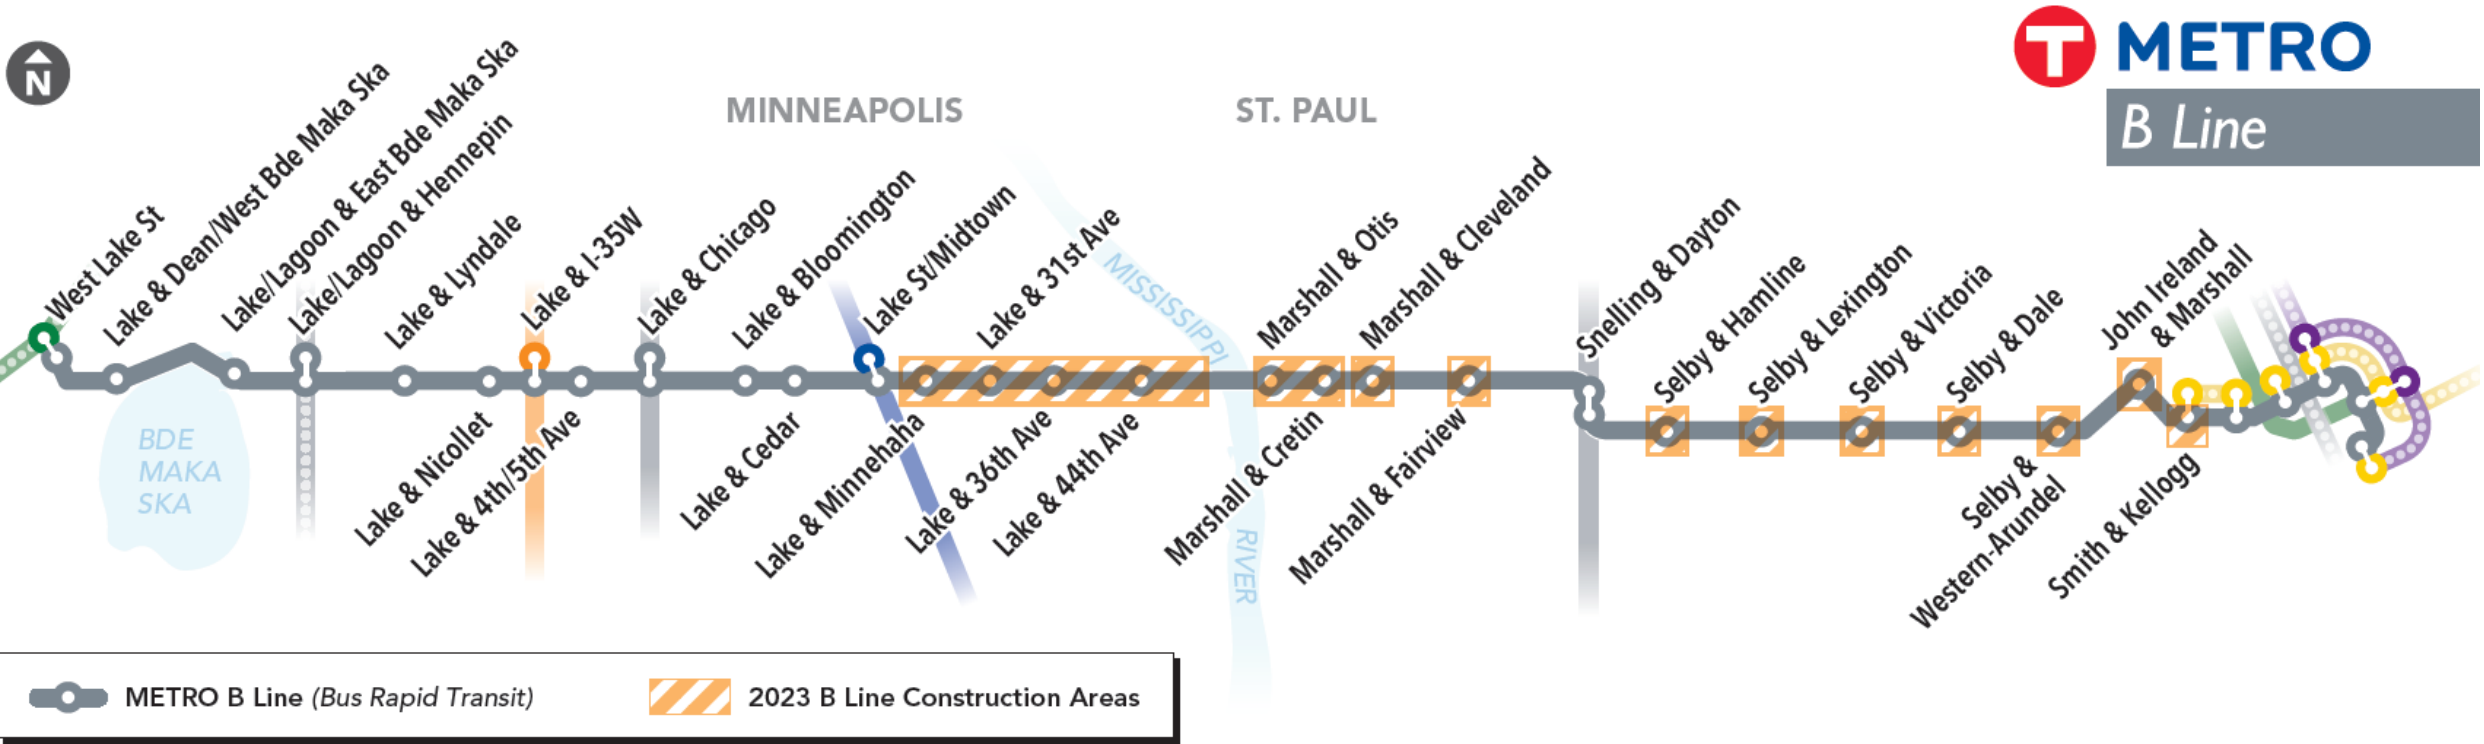 N
T METRO
B Line
MINNEAPOLIS
ST. PAUL
West Lake St
Lake & Dean/West Bde Maka Ska
Lake/Lagoon & East Bde Maka Ska
Lake/Lagoon & Hennepin
Lake & Lyndale
Lake & Nicollet
Lake & I-35W
Lake & 4th/5th Ave
Lake & Chicago
Lake & Bloomington
Lake & Cedar
Lake St/Midtown
Lake & Minnehaha
Lake & 31st Ave
Lake & 36th Ave
Lake & 44th Ave
MISSISSIPPI
RIVER
Marshall & Otis
Marshall & Cretin
Marshall & Cleveland
Marshall & Fairview
Snelling & Dayton
Selby & Hamline
Selby & Lexington
Selby & Victoria
Selby & Dale
Selby &
Western-Arundel
John Ireland
& Marshall
Smith & Kellogg
BDE
MAKA
SKA
METRO B Line (Bus Rapid Transit)
2023 B Line Construction Areas